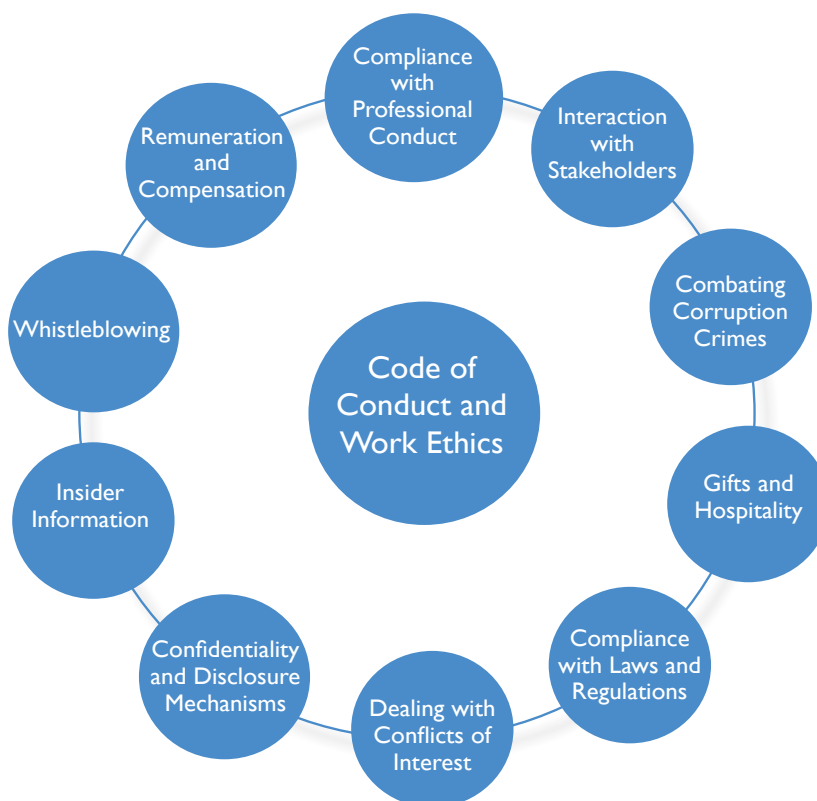 Compliance
with
Professional
Conduct
Interaction
with
Stakeholders
Combating
Corruption
Crimes
Gifts and
Hospitality
Compliance
with Laws and
Regulations
Dealing with
Conflicts of
Interest
Confidentiality
and Disclosure
Mechanisms
Insider
Information
Whistleblowing
Remuneration
and
Compensation
Code of
Conduct and
Work Ethics